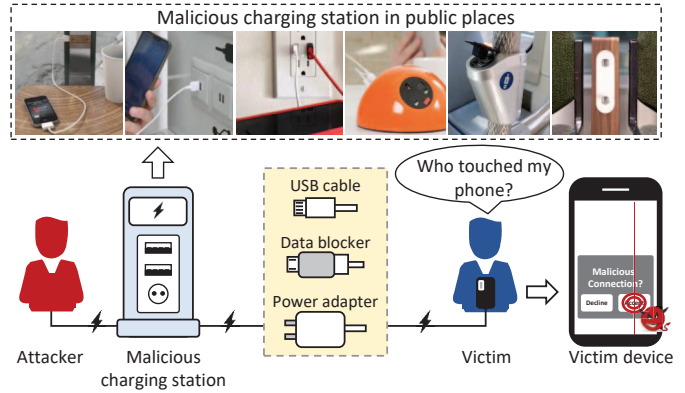 Malicious charging station in public places
Who touched my
phone?
USB cable
Data blocker
Power adapter
Malicious
Connection?
Decline
Accept
Attacker
Malicious
charging station
Victim
Victim device